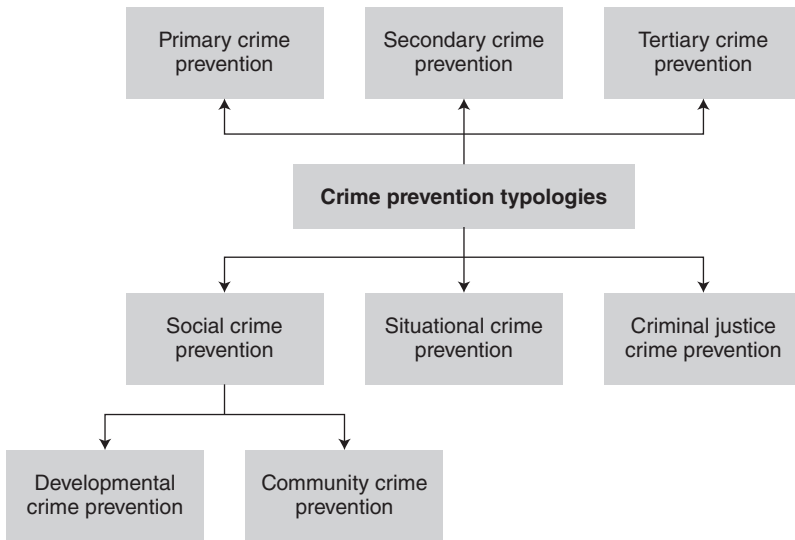 Primary crime
prevention
Secondary crime
prevention
Tertiary crime
prevention
Crime prevention typologies
Social crime
prevention
Situational crime
prevention
Criminal justice
crime prevention
Developmental
crime prevention
Community crime
prevention